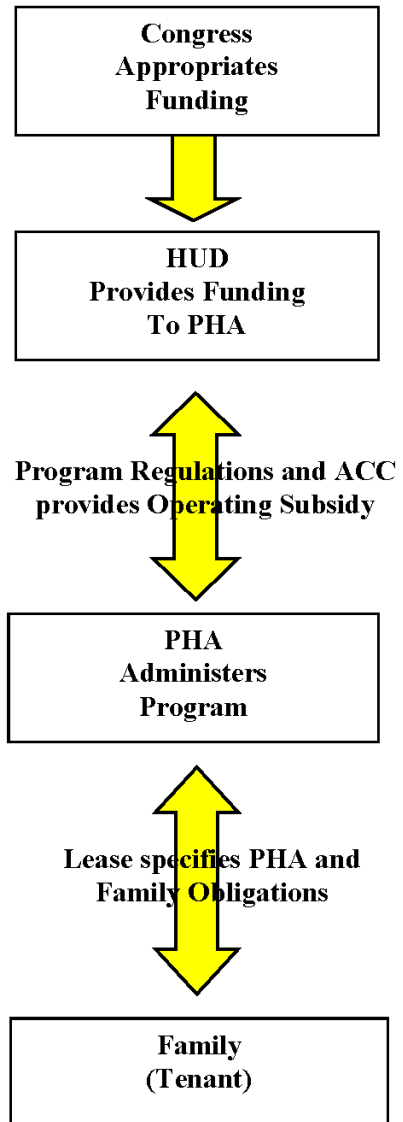 Congress
Appropriates
Funding
HUD
Provides Funding
To PHA
Program Regulations and ACC
provides Operating Subsidy
PHA
Administers
Program
Lease specifies PHA and
Family Obligations
Family
(Tenant)